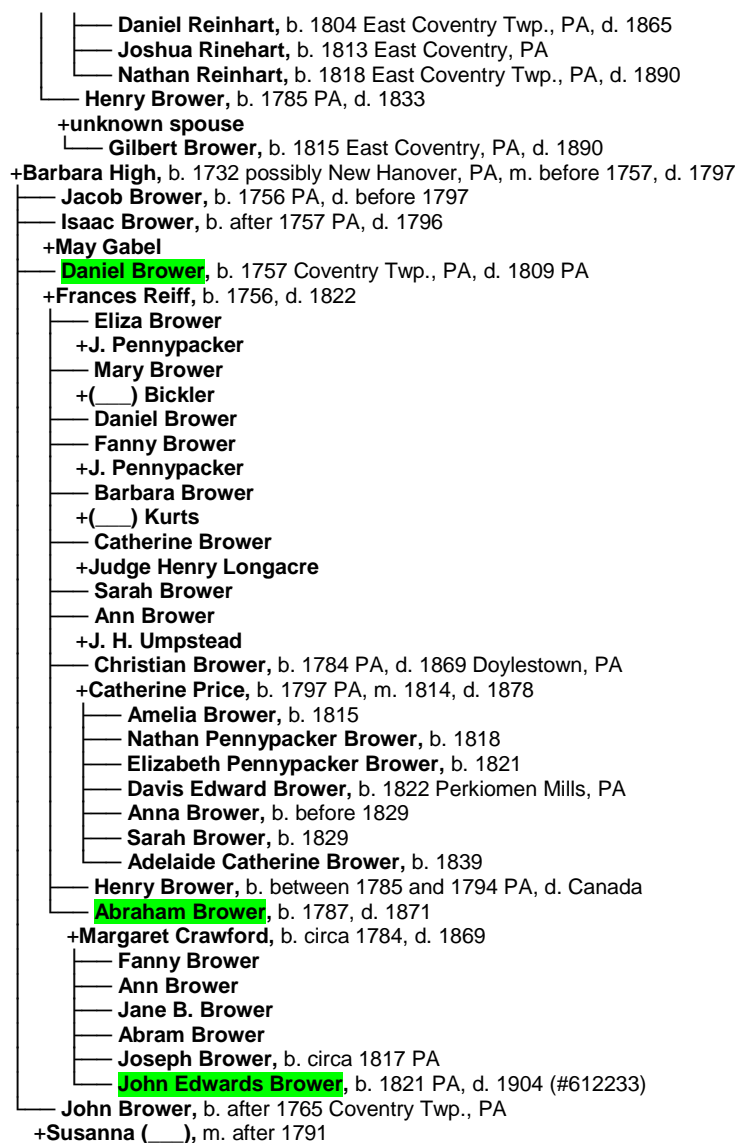 Daniel Reinhart, b. 1804 East Coventry Twp., PA, d. 1865
Joshua Rinehart, b. 1813 East Coventry, PA
Nathan Reinhart, b. 1818 East Coventry Twp., PA, d. 1890
Henry Brower, b. 1785 PA, d. 1833
+unknown spouse
Gilbert Brower, b. 1815 East Coventry, PA, d. 1890
+Barbara High, b. 1732 possibly New Hanover, PA, m. before 1757, d. 1797
Jacob Brower, b. 1756 PA, d. before 1797
Isaac Brower, b. after 1757 PA, d. 1796
+May Gabel
Daniel Brower, b. 1757 Coventry Twp., PA, d. 1809 PA
+Frances Reiff, b. 1756, d. 1822
Eliza Brower
+J. Pennypacker
Mary Brower
+(___) Bickler
Daniel Brower
Fanny Brower
+J. Pennypacker
Barbara Brower
+(___) Kurts
Catherine Brower
+Judge Henry Longacre
Sarah Brower
Ann Brower
+J. H. Umpstead
Christian Brower, b. 1784 PA, d. 1869 Doylestown, PA
+Catherine Price, b. 1797 PA, m. 1814, d. 1878
Amelia Brower, b. 1815
Nathan Pennypacker Brower, b. 1818
Elizabeth Pennypacker Brower, b. 1821
Davis Edward Brower, b. 1822 Perkiomen Mills, PA
Anna Brower, b. before 1829
Sarah Brower, b. 1829
Adelaide Catherine Brower, b. 1839
Henry Brower, b. between 1785 and 1794 PA, d. Canada
Abraham Brower, b. 1787, d. 1871
+Margaret Crawford, b. circa 1784, d. 1869
Fanny Brower
Ann Brower
Jane B. Brower
Abram Brower
Joseph Brower, b. circa 1817 PA
John Edwards Brower, b. 1821 PA, d. 1904 (#612233)
John Brower, b. after 1765 Coventry Twp., PA
+Susanna (___), m. after 1791